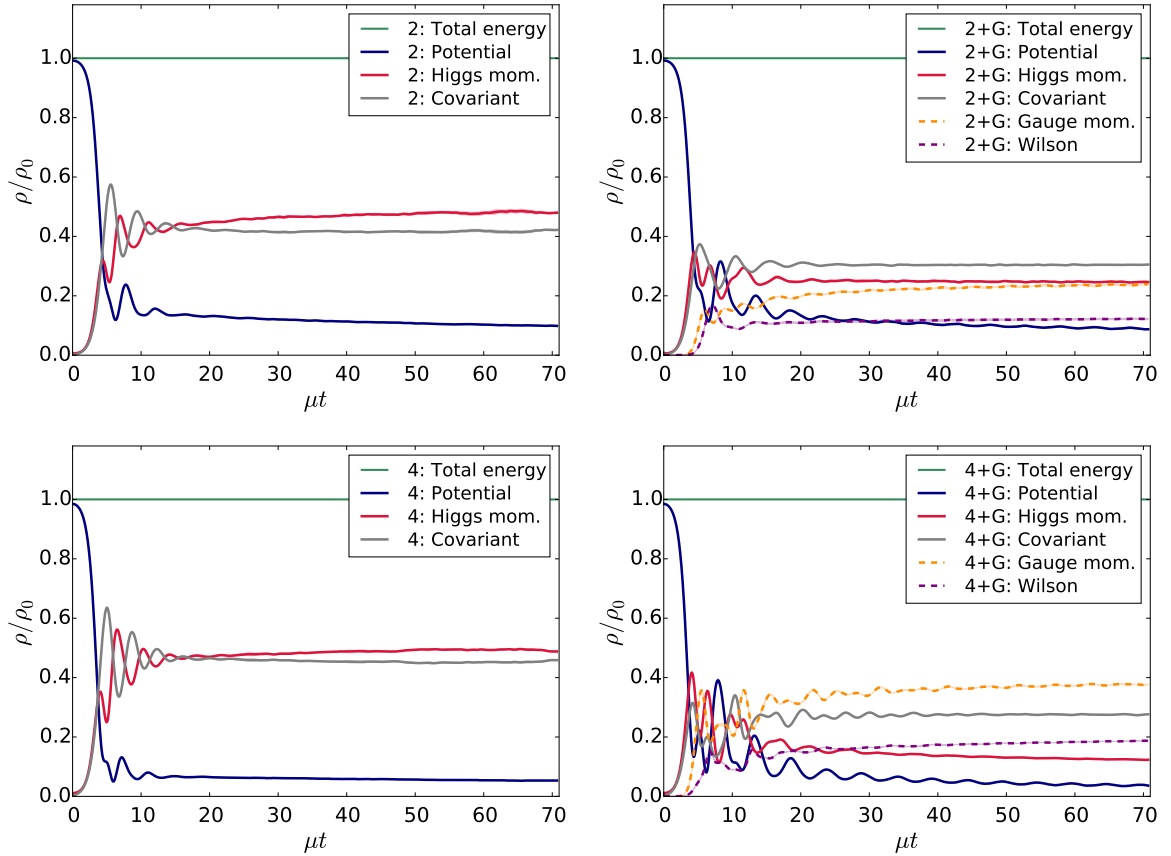 2: Total energy
2: Potential
2: Higgs mom.
2: Covariant
ρ/ρ0
1.0
0.8
0.6
0.4
0.2
0.0
0 10 20 30 40 50 60 70
μt
2+G: Total energy
2+G: Potential
2+G: Higgs mom.
2+G: Covariant
2+G: Gauge mom.
2+G: Wilson
ρ/ρ0
1.0
0.8
0.6
0.4
0.2
0.0
0 10 20 30 40 50 60 70
μt
4: Total energy
4: Potential
4: Higgs mom.
4: Covariant
ρ/ρ0
1.0
0.8
0.6
0.4
0.2
0.0
0 10 20 30 40 50 60 70
μt
4+G: Total energy
4+G: Potential
4+G: Higgs mom.
4+G: Covariant
4+G: Gauge mom.
4+G: Wilson
ρ/ρ0
1.0
0.8
0.6
0.4
0.2
0.0
0 10 20 30 40 50 60 70
μt